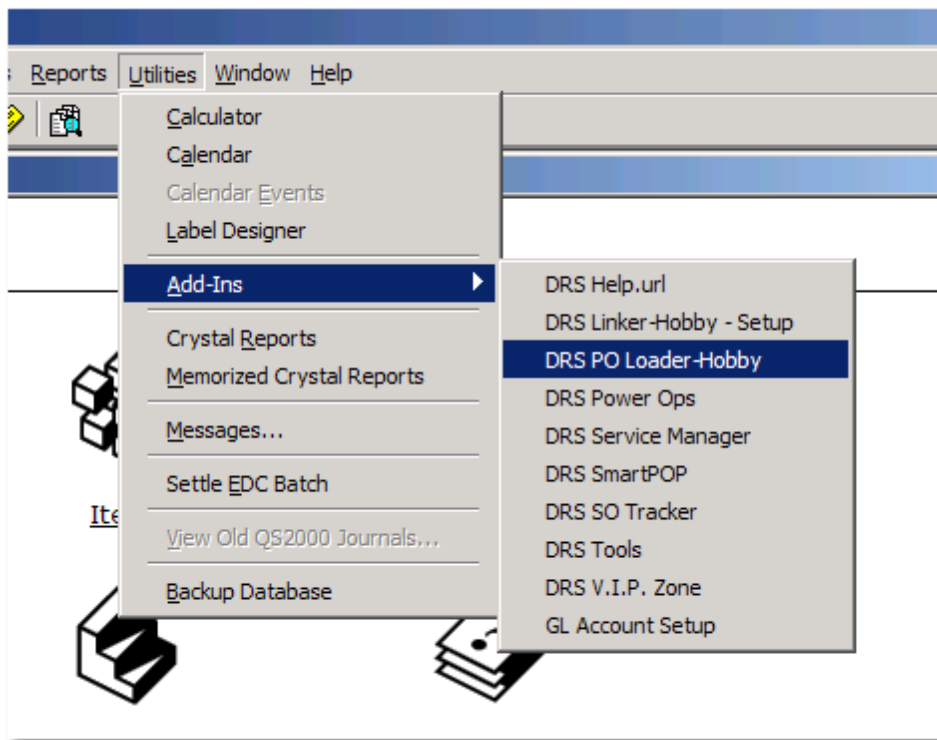 Reports Utilities Window Help
Calculator
Calendar
Calendar Events
Label Designer
Add-Ins
DRS Help.url
DRS Linker-Hobby - Setup
DRS PO Loader-Hobby
DRS Power Ops
DRS Service Manager
DRS SmartPOP
DRS SO Tracker
DRS Tools
DRS V.I.P. Zone
GL Account Setup
Crystal Reports
Memorized Crystal Reports
Messages...
Settle EDC Batch
View Old QS2000 Journals...
Backup Database
Ite